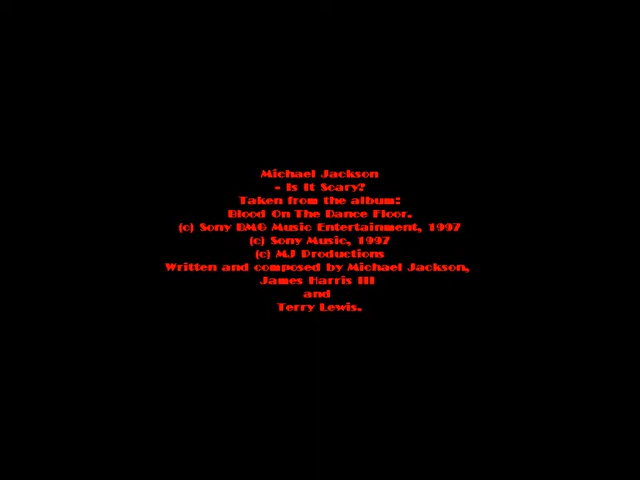 Michael Jackson
- Is It Scary?
Taken from the album:
Blood On The Dance Floor.
(c) Sony BMG Music Entertainment, 1997
(c) Sony Music, 1997
(c) MJ Productions
Written and composed by Michael Jackson,
James Harris III
and
Terry Lewis.